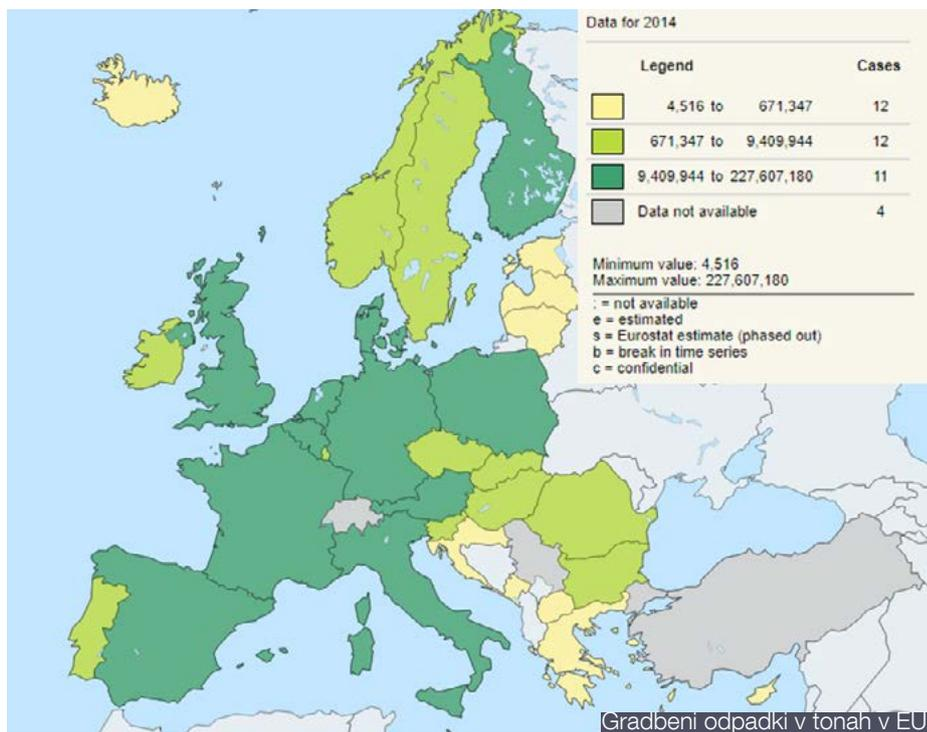 Data for 2014
Legend Cases
4,516 to 671,347 12
671,347 to 9,409,944 12
9,409,944 to 227,607,180 11
Data not available 4
Minimum value: 4,516
Maximum value: 227,607,180
: = not available
e = estimated
s = Eurostat estimate (phased out)
b = break in time series
c = confidential
Gradbeni odpadki v tonah v EU